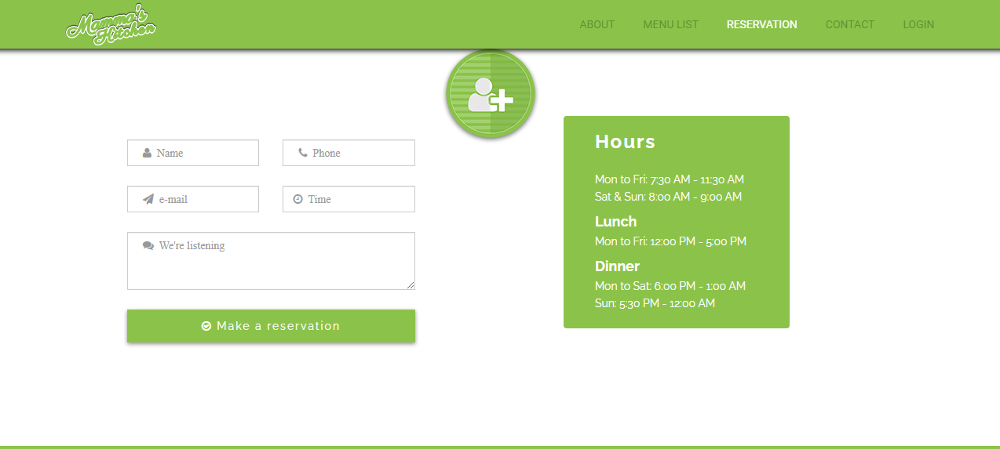 Mamma's
Kitchen
ABOUT MENU LIST RESERVATION CONTACT LOGIN
Name
Phone
e-mail
Time
We're listening
Make a reservation
Hours
Mon to Fri: 7:30 AM - 11:30 AM
Sat & Sun: 8:00 AM - 9:00 AM
Lunch
Mon to Fri: 12:00 PM - 5:00 PM
Dinner
Mon to Sat: 6:00 PM - 1:00 AM
Sun: 5:30 PM - 12:00 AM